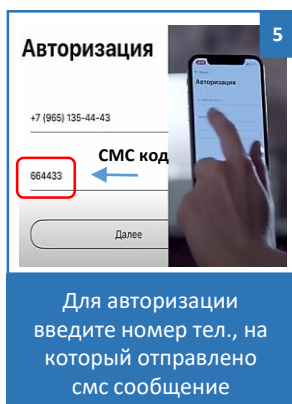 5
Авторизация
+7 (965) 135-44-43
СМС код
664433
Далее
Авторизация
Для авторизации
введите номер тел., на
который отправлено
смс сообщение